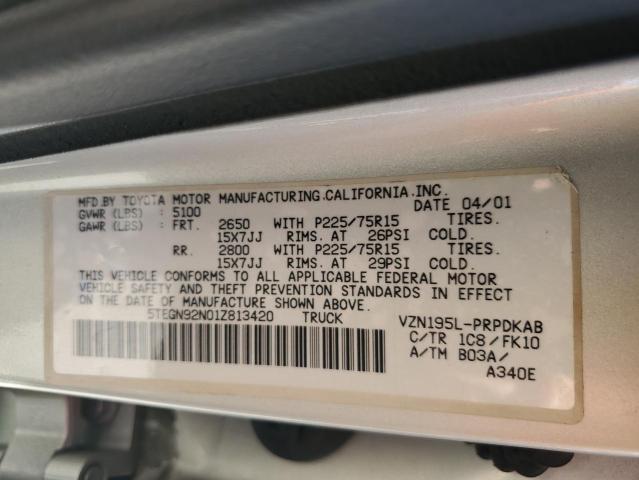 MFD.BY TOYOTA MOTOR MANUFACTURING.CALIFORNIA.INC.
GVWR (LBS) : 5100 DATE 04/01
GAWR (LBS) : FRT. 2650 WITH P225/75R15 TIRES.
15X7JJ RIMS. AT 26PSI COLD.
RR. 2800 WITH P225/75R15 TIRES.
15X7JJ RIMS. AT 29PSI COLD.
THIS VEHICLE CONFORMS TO ALL APPLICABLE FEDERAL MOTOR
VEHICLE SAFETY AND THEFT PREVENTION STANDARDS IN EFFECT
ON THE DATE OF MANUFACTURE SHOWN ABOVE.
5TEGN92N01Z813420 TRUCK VZN195L-PRPDKAB
C/TR 1C8/FK10
A/TM B03A/
A340E